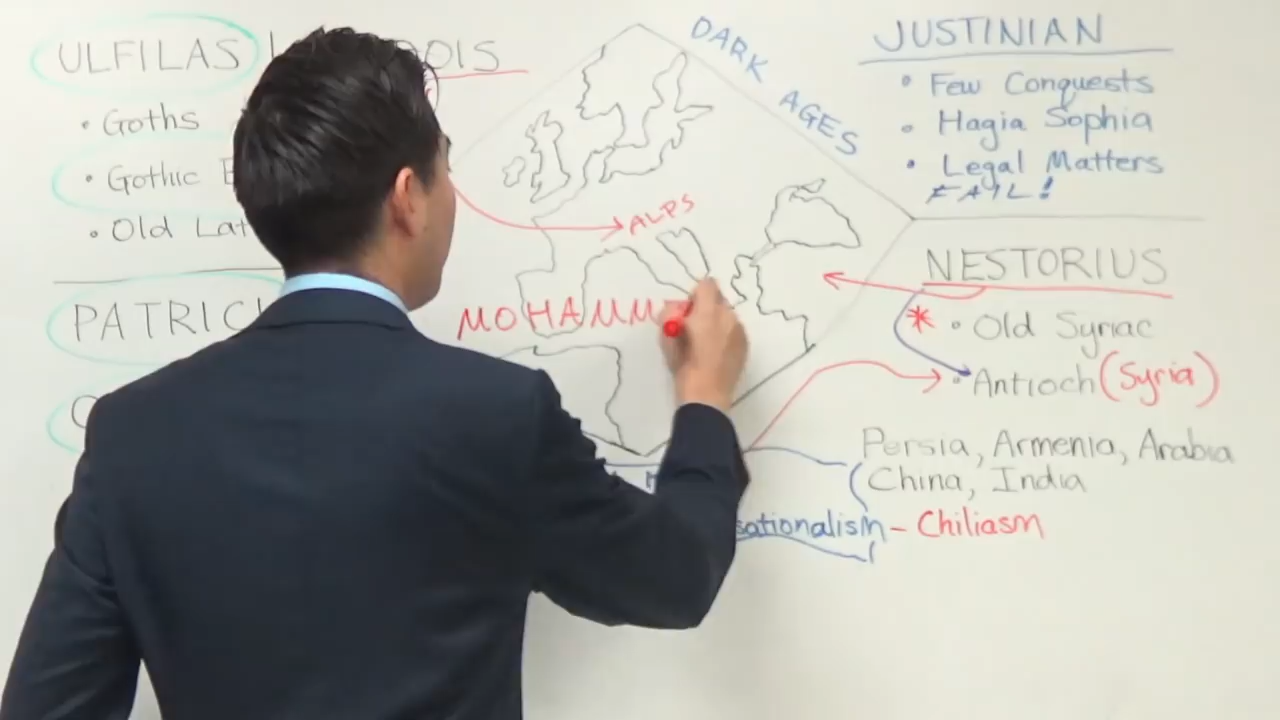 ULFILAS
• Goths
• Gothic
• Old
PATRIC
DARK AGES
ALPS
MOHAMM
JUSTINIAN
• Few Conquests
• Hagia Sophia
• Legal Matters
FAIL!
NESTORIUS
* • Old Syriac
• Antioch (Syria)
Persia, Armenia, Arabia
China, India
sationalism - Chiliasm